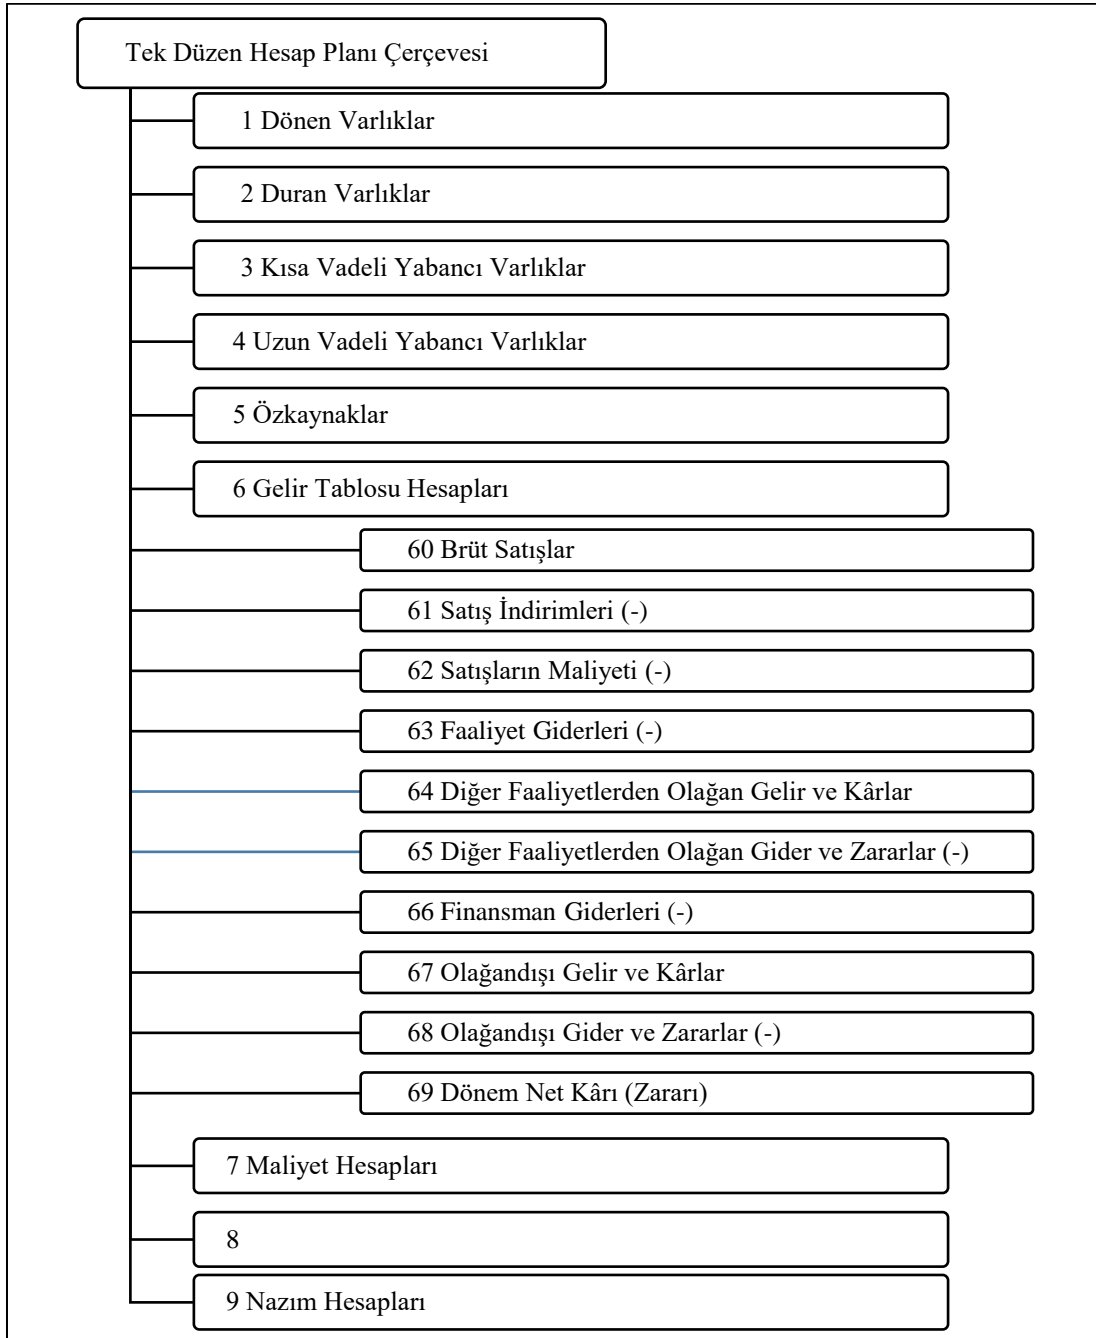 Tek Düzen Hesap Planı Çerçevesi
1 Dönen Varlıklar
2 Duran Varlıklar
3 Kısa Vadeli Yabancı Varlıklar
4 Uzun Vadeli Yabancı Varlıklar
5 Özkaynaklar
6 Gelir Tablosu Hesapları
60 Brüt Satışlar
61 Satış İndirimleri (-)
62 Satışların Maliyeti (-)
63 Faaliyet Giderleri (-)
64 Diğer Faaliyetlerden Olağan Gelir ve Kârlar
65 Diğer Faaliyetlerden Olağan Gider ve Zararlar (-)
66 Finansman Giderleri (-)
67 Olağandışı Gelir ve Kârlar
68 Olağandışı Gider ve Zararlar (-)
69 Dönem Net Kârı (Zararı)
7 Maliyet Hesapları
8
9 Nazım Hesapları